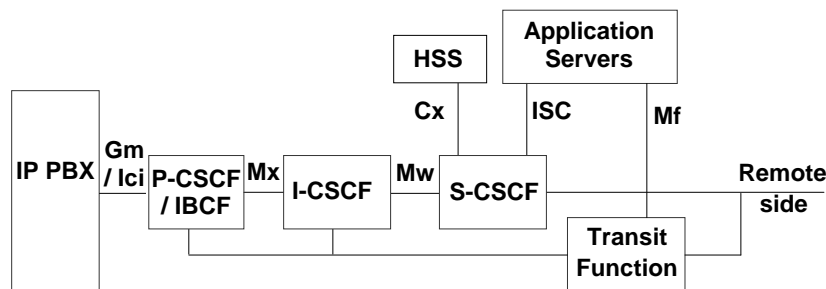 Application
Servers
HSS
Cx
ISC
Mf
IP PBX
Gm
/ Ici
P-CSCF
/ IBCF
Mx
I-CSCF
Mw
S-CSCF
Remote
side
Transit
Function